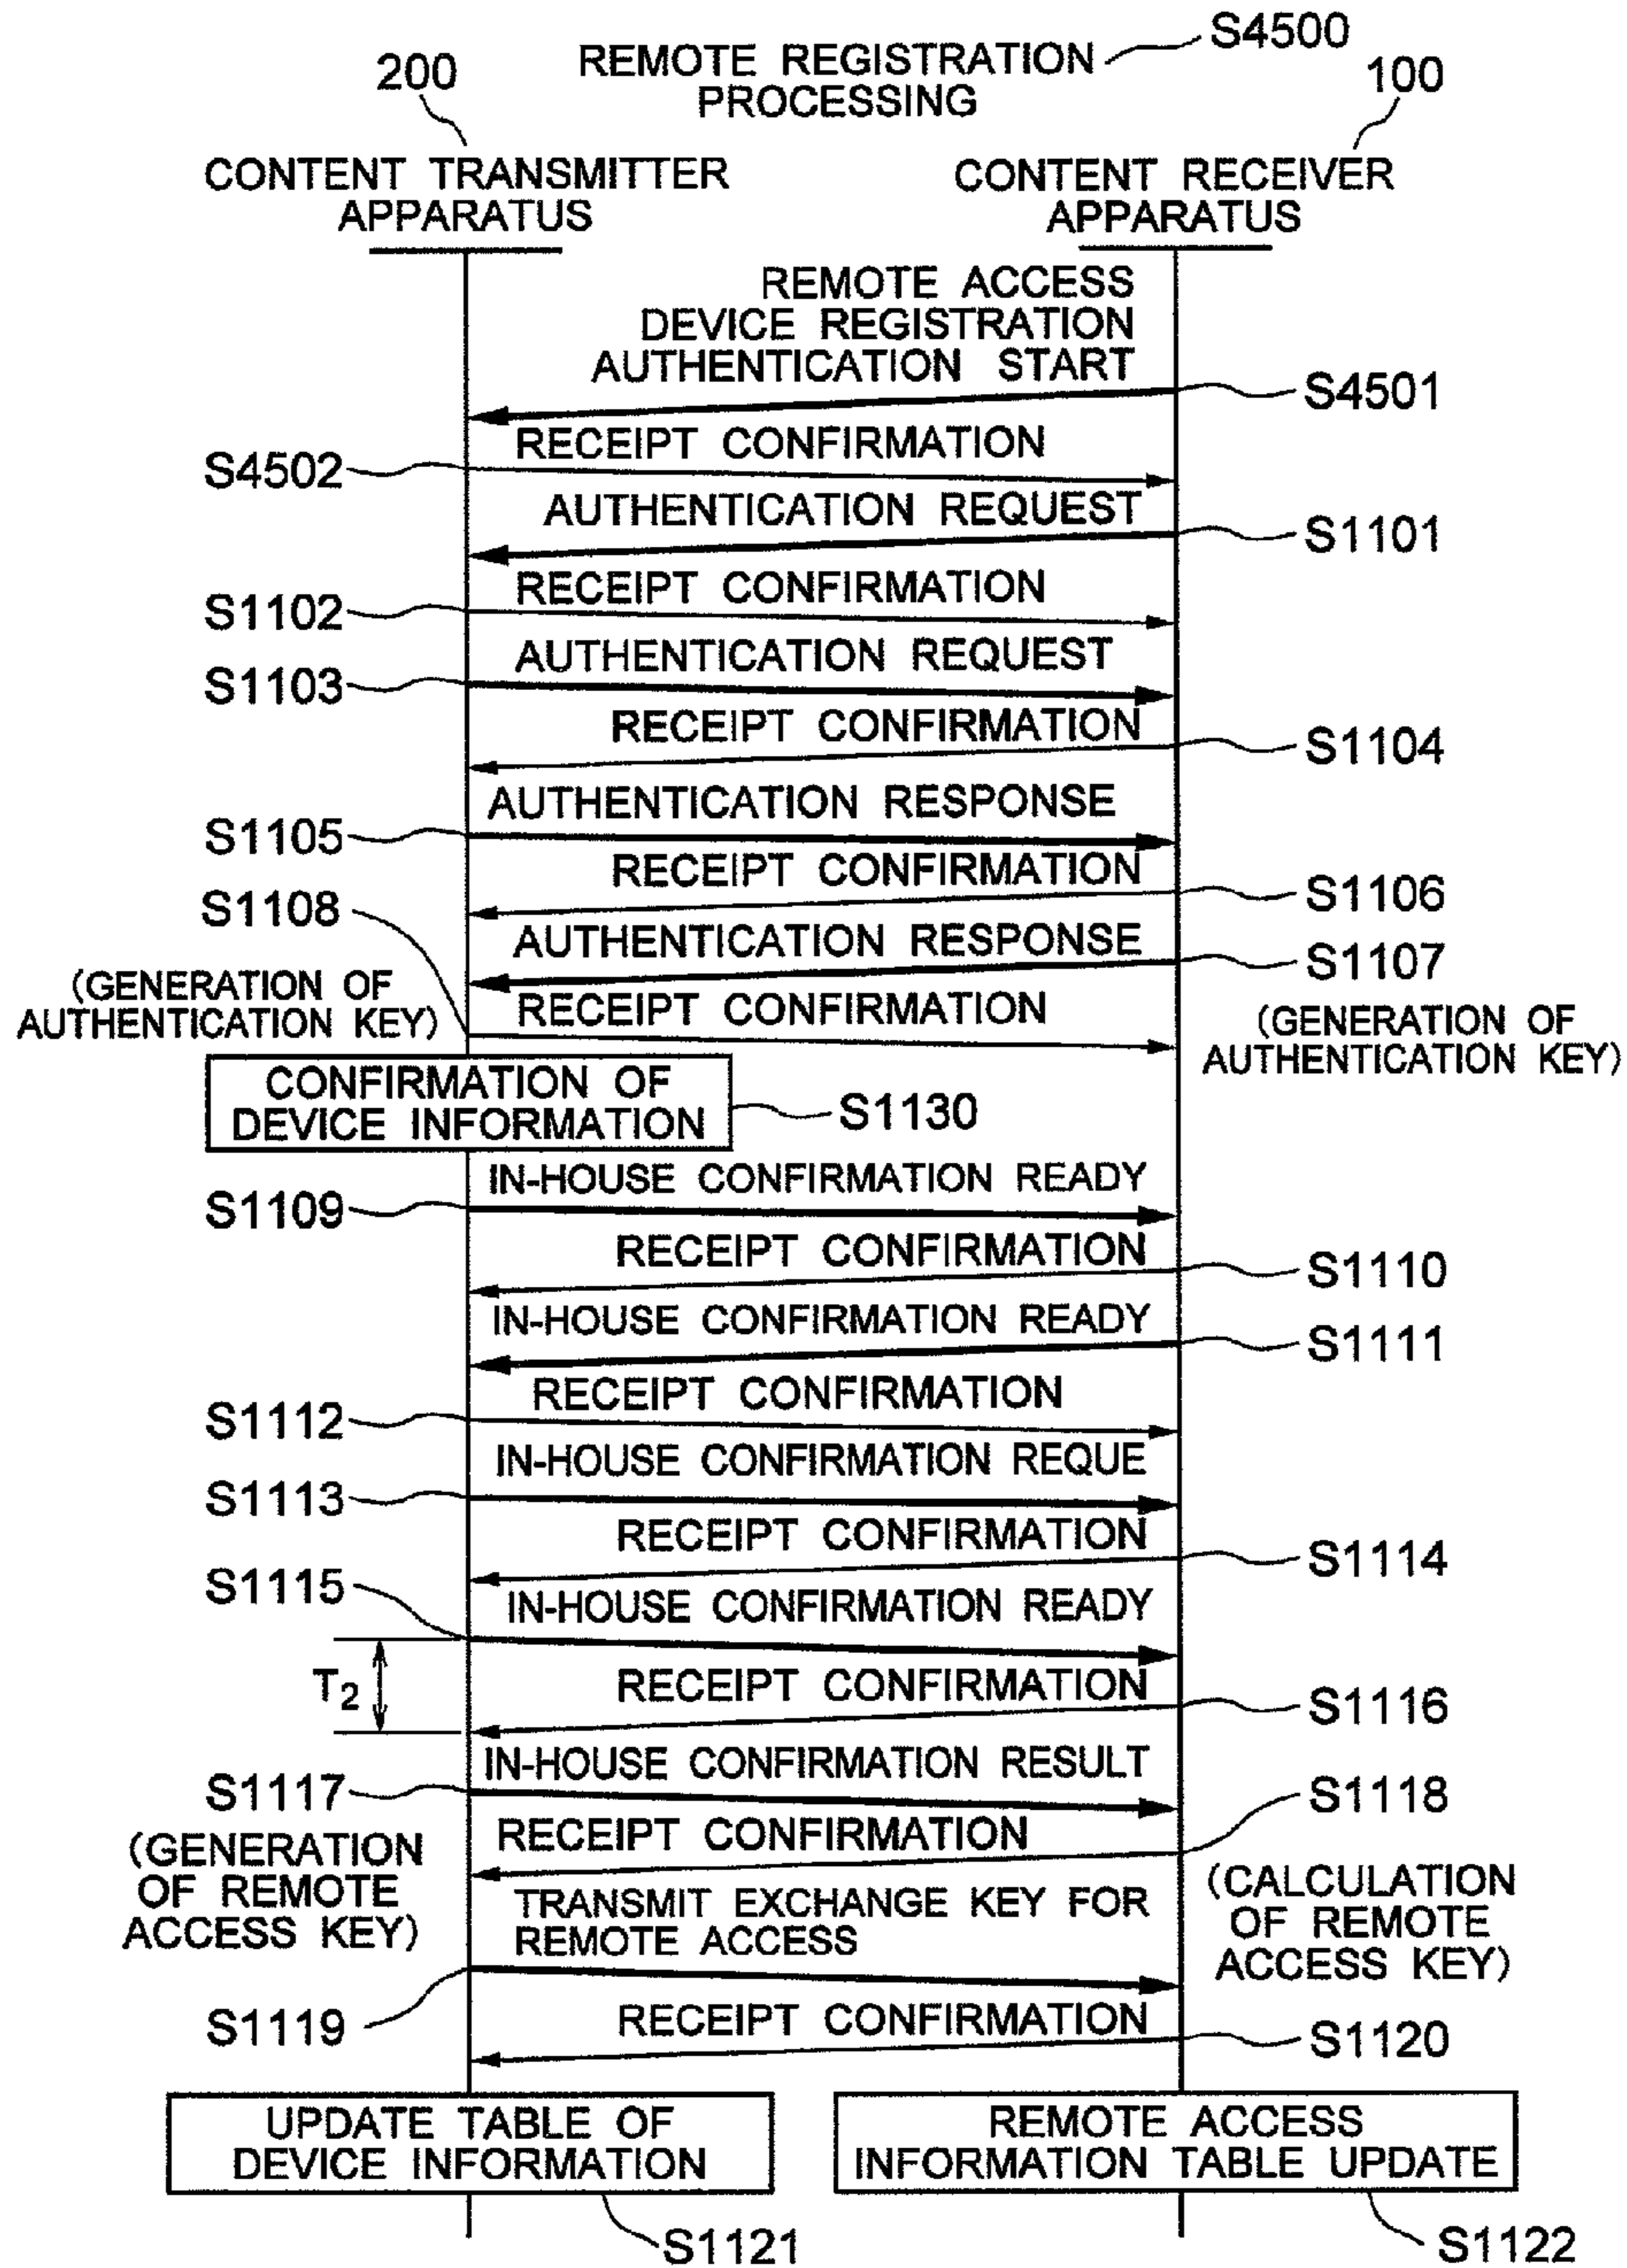 REMOTE REGISTRATION
PROCESSING
S4500
200
100
CONTENT TRANSMITTER
APPARATUS
CONTENT RECEIVER
APPARATUS
REMOTE ACCESS
DEVICE REGISTRATION
AUTHENTICATION START
S4501
RECEIPT CONFIRMATION
S4502
AUTHENTICATION REQUEST
S1101
RECEIPT CONFIRMATION
S1102
AUTHENTICATION REQUEST
S1103
RECEIPT CONFIRMATION
S1104
AUTHENTICATION RESPONSE
S1105
RECEIPT CONFIRMATION
S1106
S1108
AUTHENTICATION RESPONSE
S1107
(GENERATION OF
AUTHENTICATION KEY)
RECEIPT CONFIRMATION
(GENERATION OF
AUTHENTICATION KEY)
CONFIRMATION OF
DEVICE INFORMATION
S1130
IN-HOUSE CONFIRMATION READY
S1109
RECEIPT CONFIRMATION
S1110
IN-HOUSE CONFIRMATION READY
S1111
RECEIPT CONFIRMATION
S1112
IN-HOUSE CONFIRMATION REQUE
S1113
RECEIPT CONFIRMATION
S1114
S1115
IN-HOUSE CONFIRMATION READY
T2
RECEIPT CONFIRMATION
S1116
IN-HOUSE CONFIRMATION RESULT
S1117
S1118
RECEIPT CONFIRMATION
(GENERATION
OF REMOTE
ACCESS KEY)
TRANSMIT EXCHANGE KEY FOR
REMOTE ACCESS
(CALCULATION
OF REMOTE
ACCESS KEY)
S1119
RECEIPT CONFIRMATION
S1120
UPDATE TABLE OF
DEVICE INFORMATION
REMOTE ACCESS
INFORMATION TABLE UPDATE
S1121
S1122